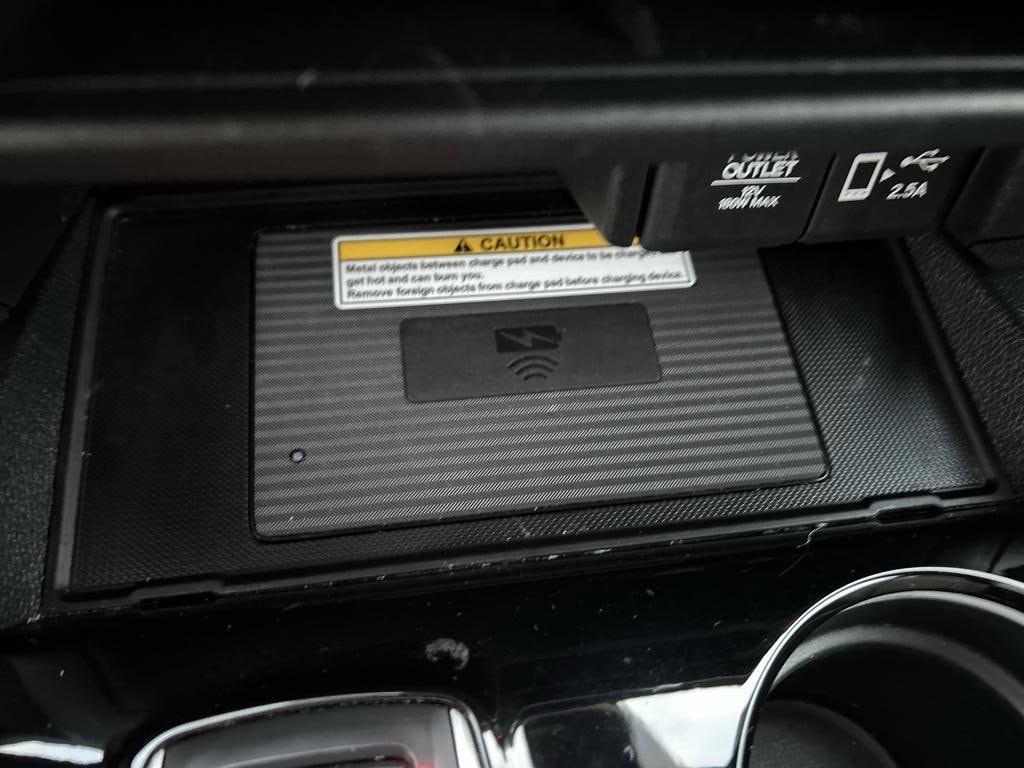 POWER
OUTLET
12V
180W MAX
2.5A
CAUTION
Metal objects between charge pad and device to be charged
get hot and can burn you.
Remove foreign objects from charge pad before charging device.